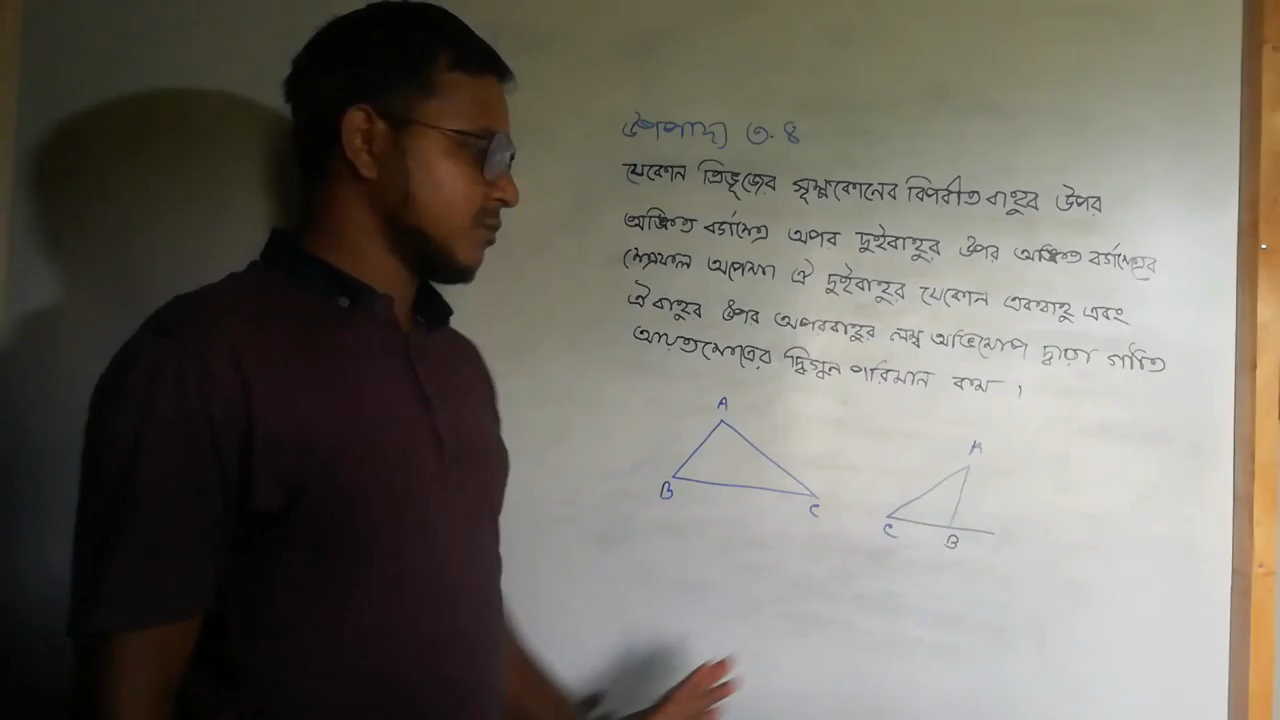 উপপাদ্য ৩.৪
যেকোন ত্রিভূজের সূক্ষ্মকোনের বিপরীত বাহুর উপর
অঙ্কিত বর্গক্ষেত্র অপর দুইবাহুর উপর অঙ্কিত বর্গক্ষেত্রের
ক্ষেত্রফল অপেক্ষা ঐ দুইবাহুর যেকোন একবাহু এবং
ঐ বাহুর উপর অপরবাহুর লম্ব অভিক্ষেপ দ্বারা গঠিত
আয়তক্ষেত্রের দ্বিগুন পরিমান কম ।
A
B
C
A
C
B